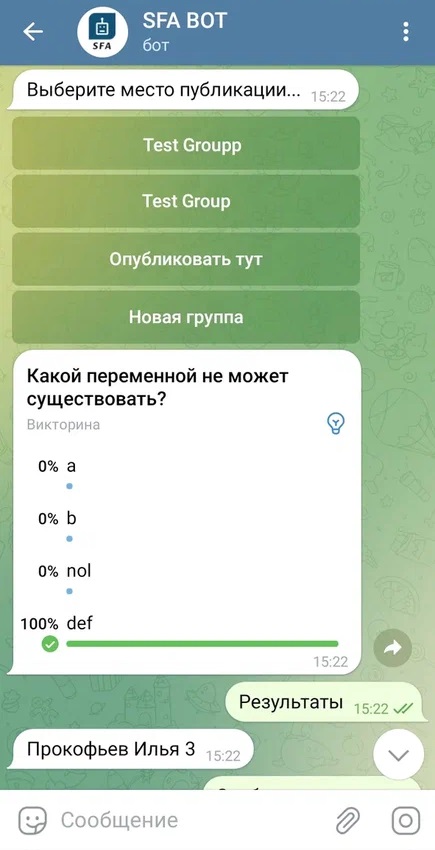 SFA
SFA BOT
бот
Выберите место публикации... 15:22
Test Groupp
Test Group
Опубликовать тут
Новая группа
Какой переменной не может
существовать?
Викторина
0% a
0% b
0% nol
100% def
15:22
Результаты 15:22
Прокофьев Илья 3 15:22
Сообщение